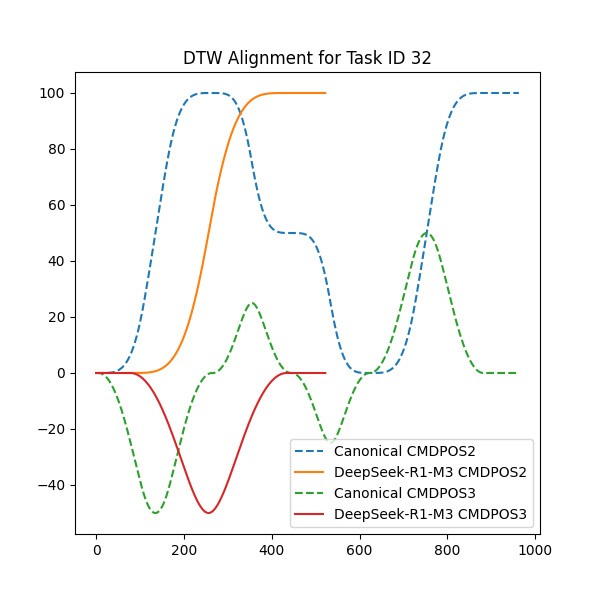 DTW Alignment for Task ID 32
100
80
60
40
20
0
−20
−40
Canonical CMDPOS2
DeepSeek-R1-M3 CMDPOS2
Canonical CMDPOS3
DeepSeek-R1-M3 CMDPOS3
0 200 400 600 800 1000